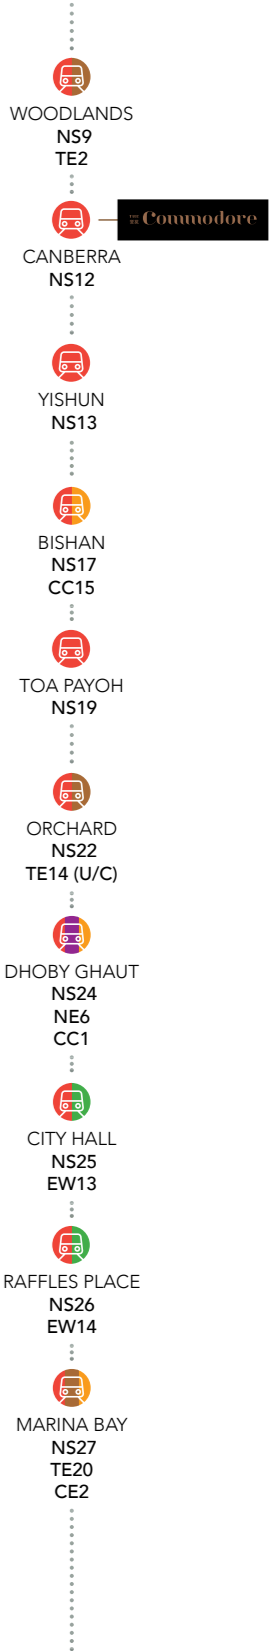 WOODLANDS
NS9
TE2
THE Commodore
CANBERRA
NS12
YISHUN
NS13
BISHAN
NS17
CC15
TOA PAYOH
NS19
ORCHARD
NS22
TE14 (U/C)
DHOBY GHAUT
NS24
NE6
CC1
CITY HALL
NS25
EW13
RAFFLES PLACE
NS26
EW14
MARINA BAY
NS27
TE20
CE2